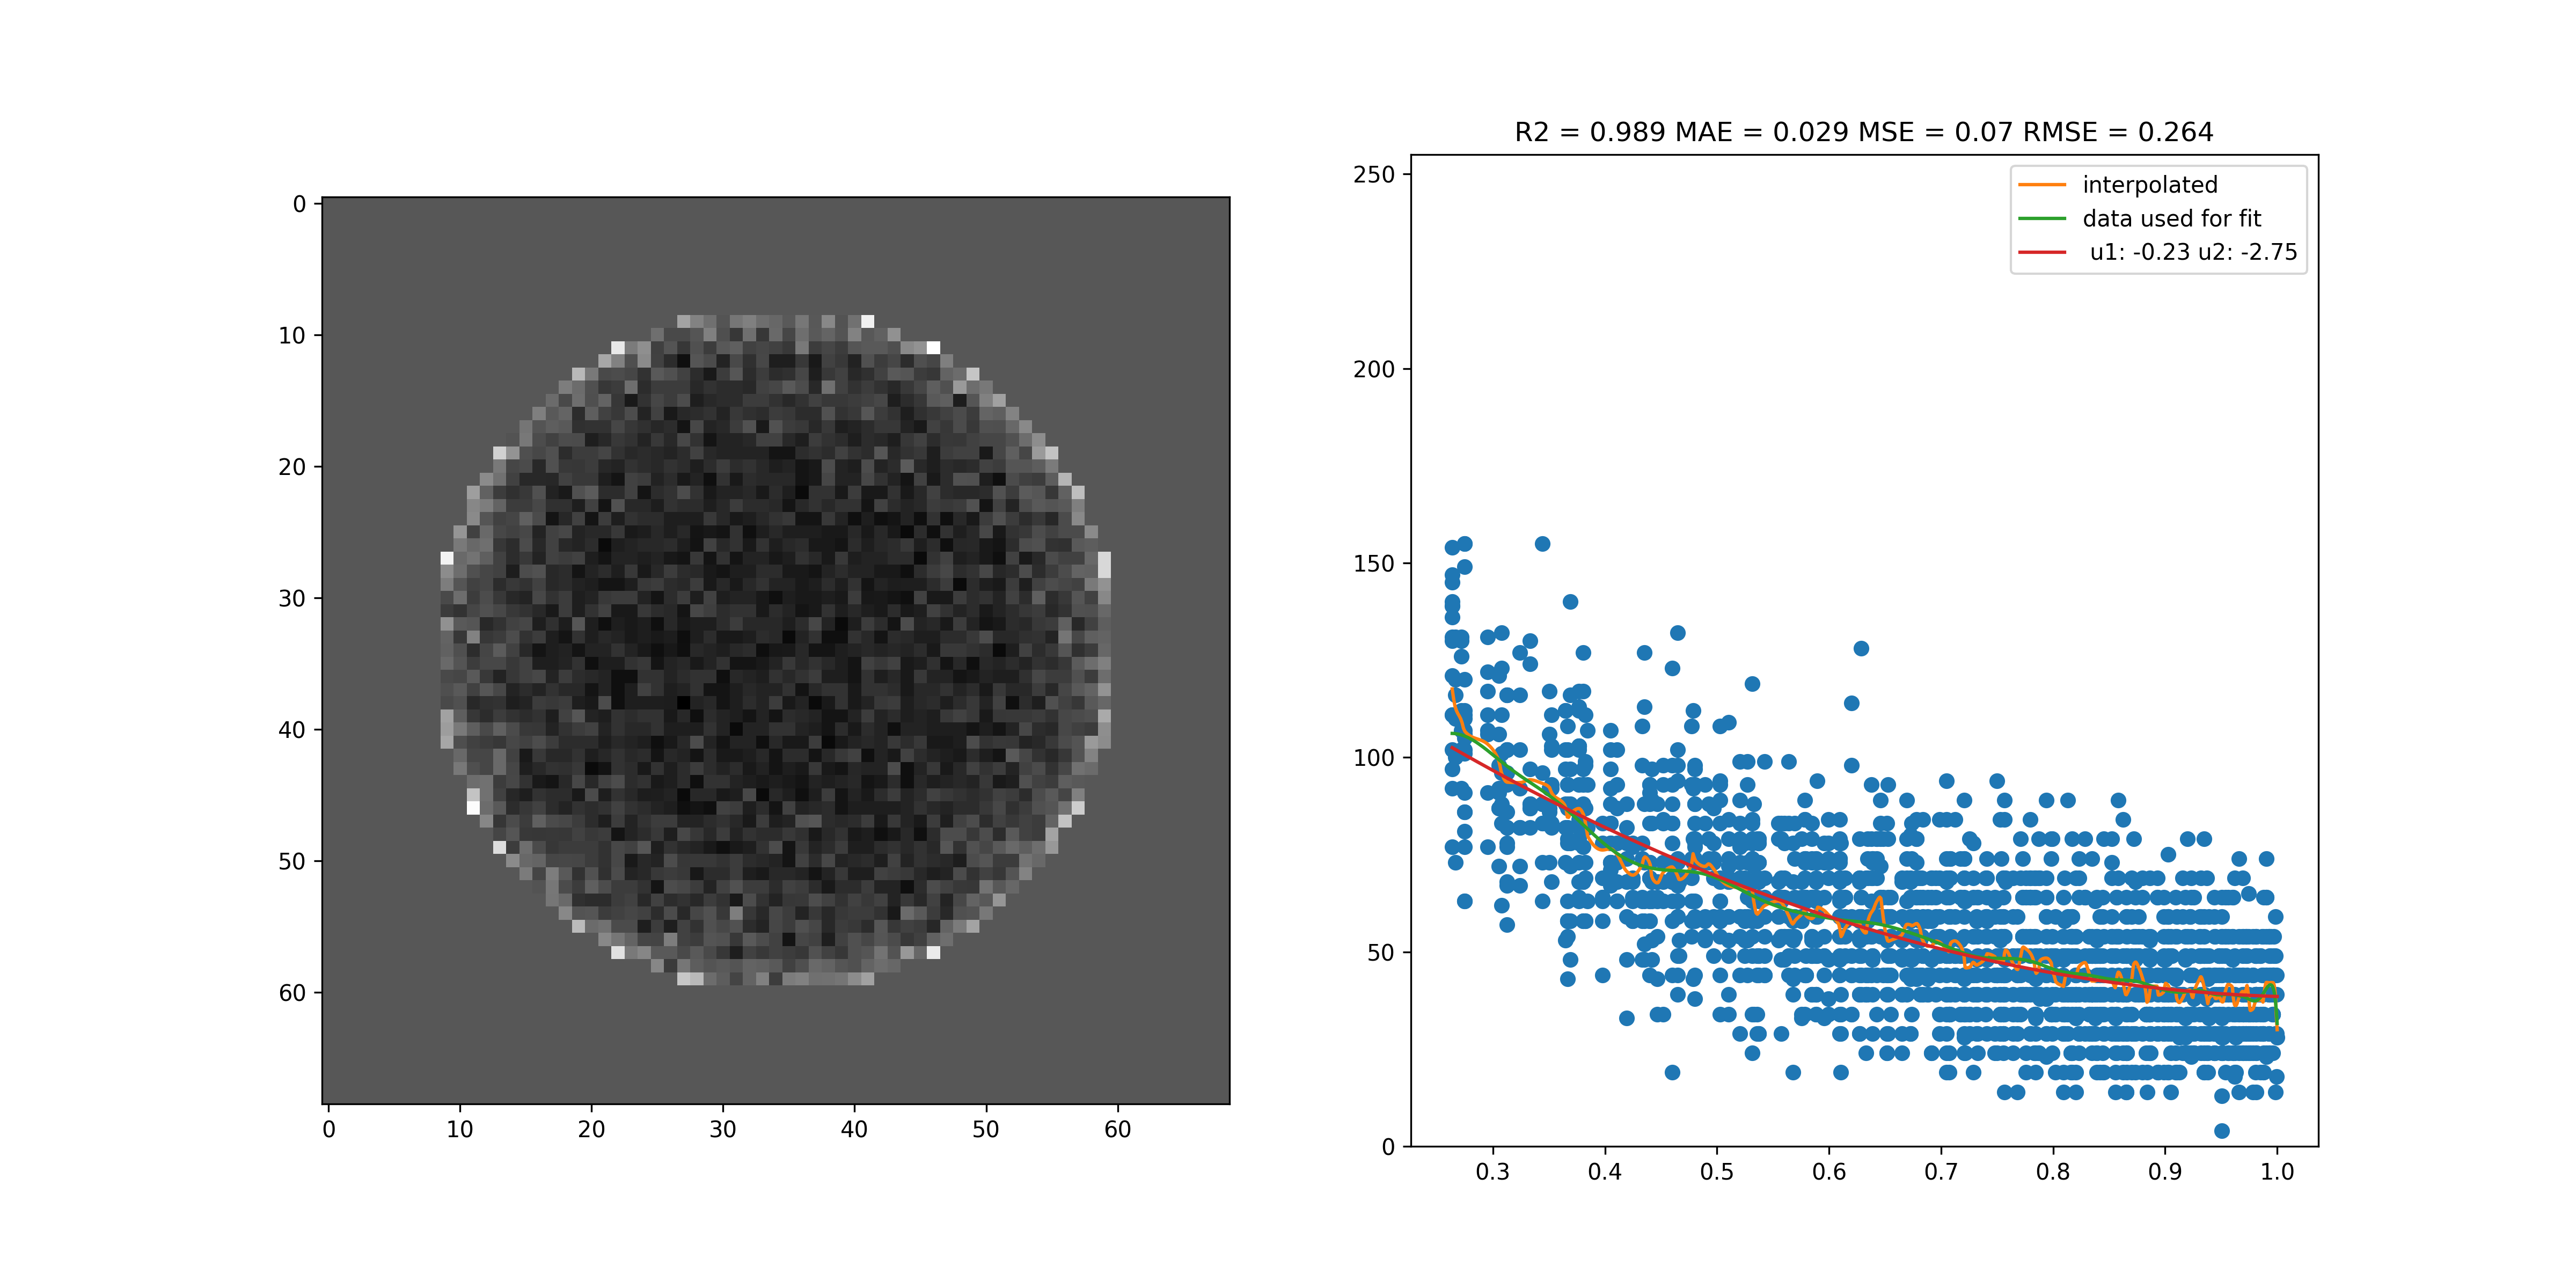 R2 = 0.989 MAE = 0.029 MSE = 0.07 RMSE = 0.264
0
10
20
30
40
50
60
0 10 20 30 40 50 60
250
200
150
100
50
0
0.3 0.4 0.5 0.6 0.7 0.8 0.9 1.0
interpolated
data used for fit
u1: -0.23 u2: -2.75